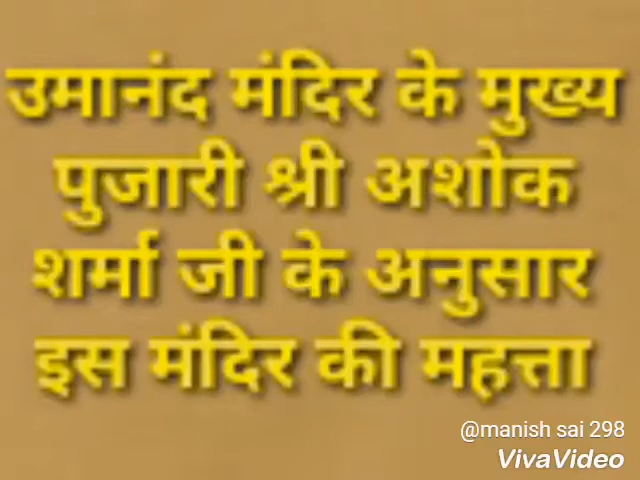 उमानंद मंदिर के मुख्य
पुजारी श्री अशोक
शर्मा जी के अनुसार
इस मंदिर की महत्ता
@manish sai 298
VivaVideo